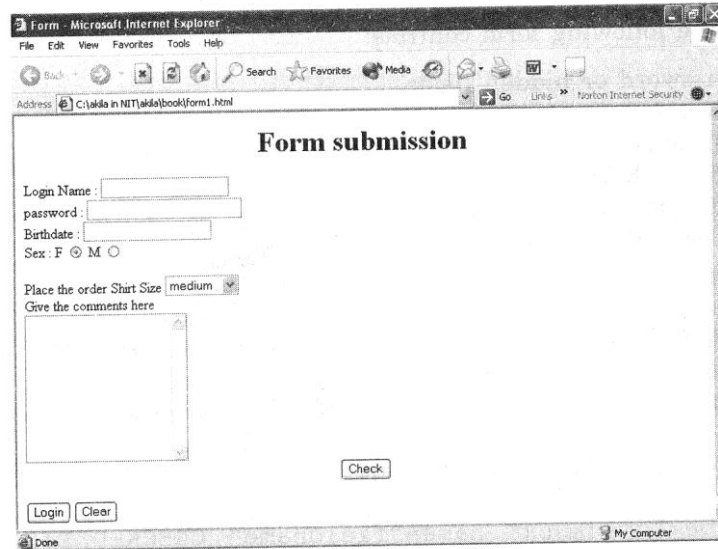 Form - Microsoft Internet Explorer
File Edit View Favorites Tools Help
Back Search Favorites Media
Address C:\akila in NIT\akila\book\form1.html Go Links » Norton Internet Security
Form submission
Login Name :
password :
Birthdate :
Sex : F M
Place the order Shirt Size medium
Give the comments here
Check
Login Clear
Done My Computer